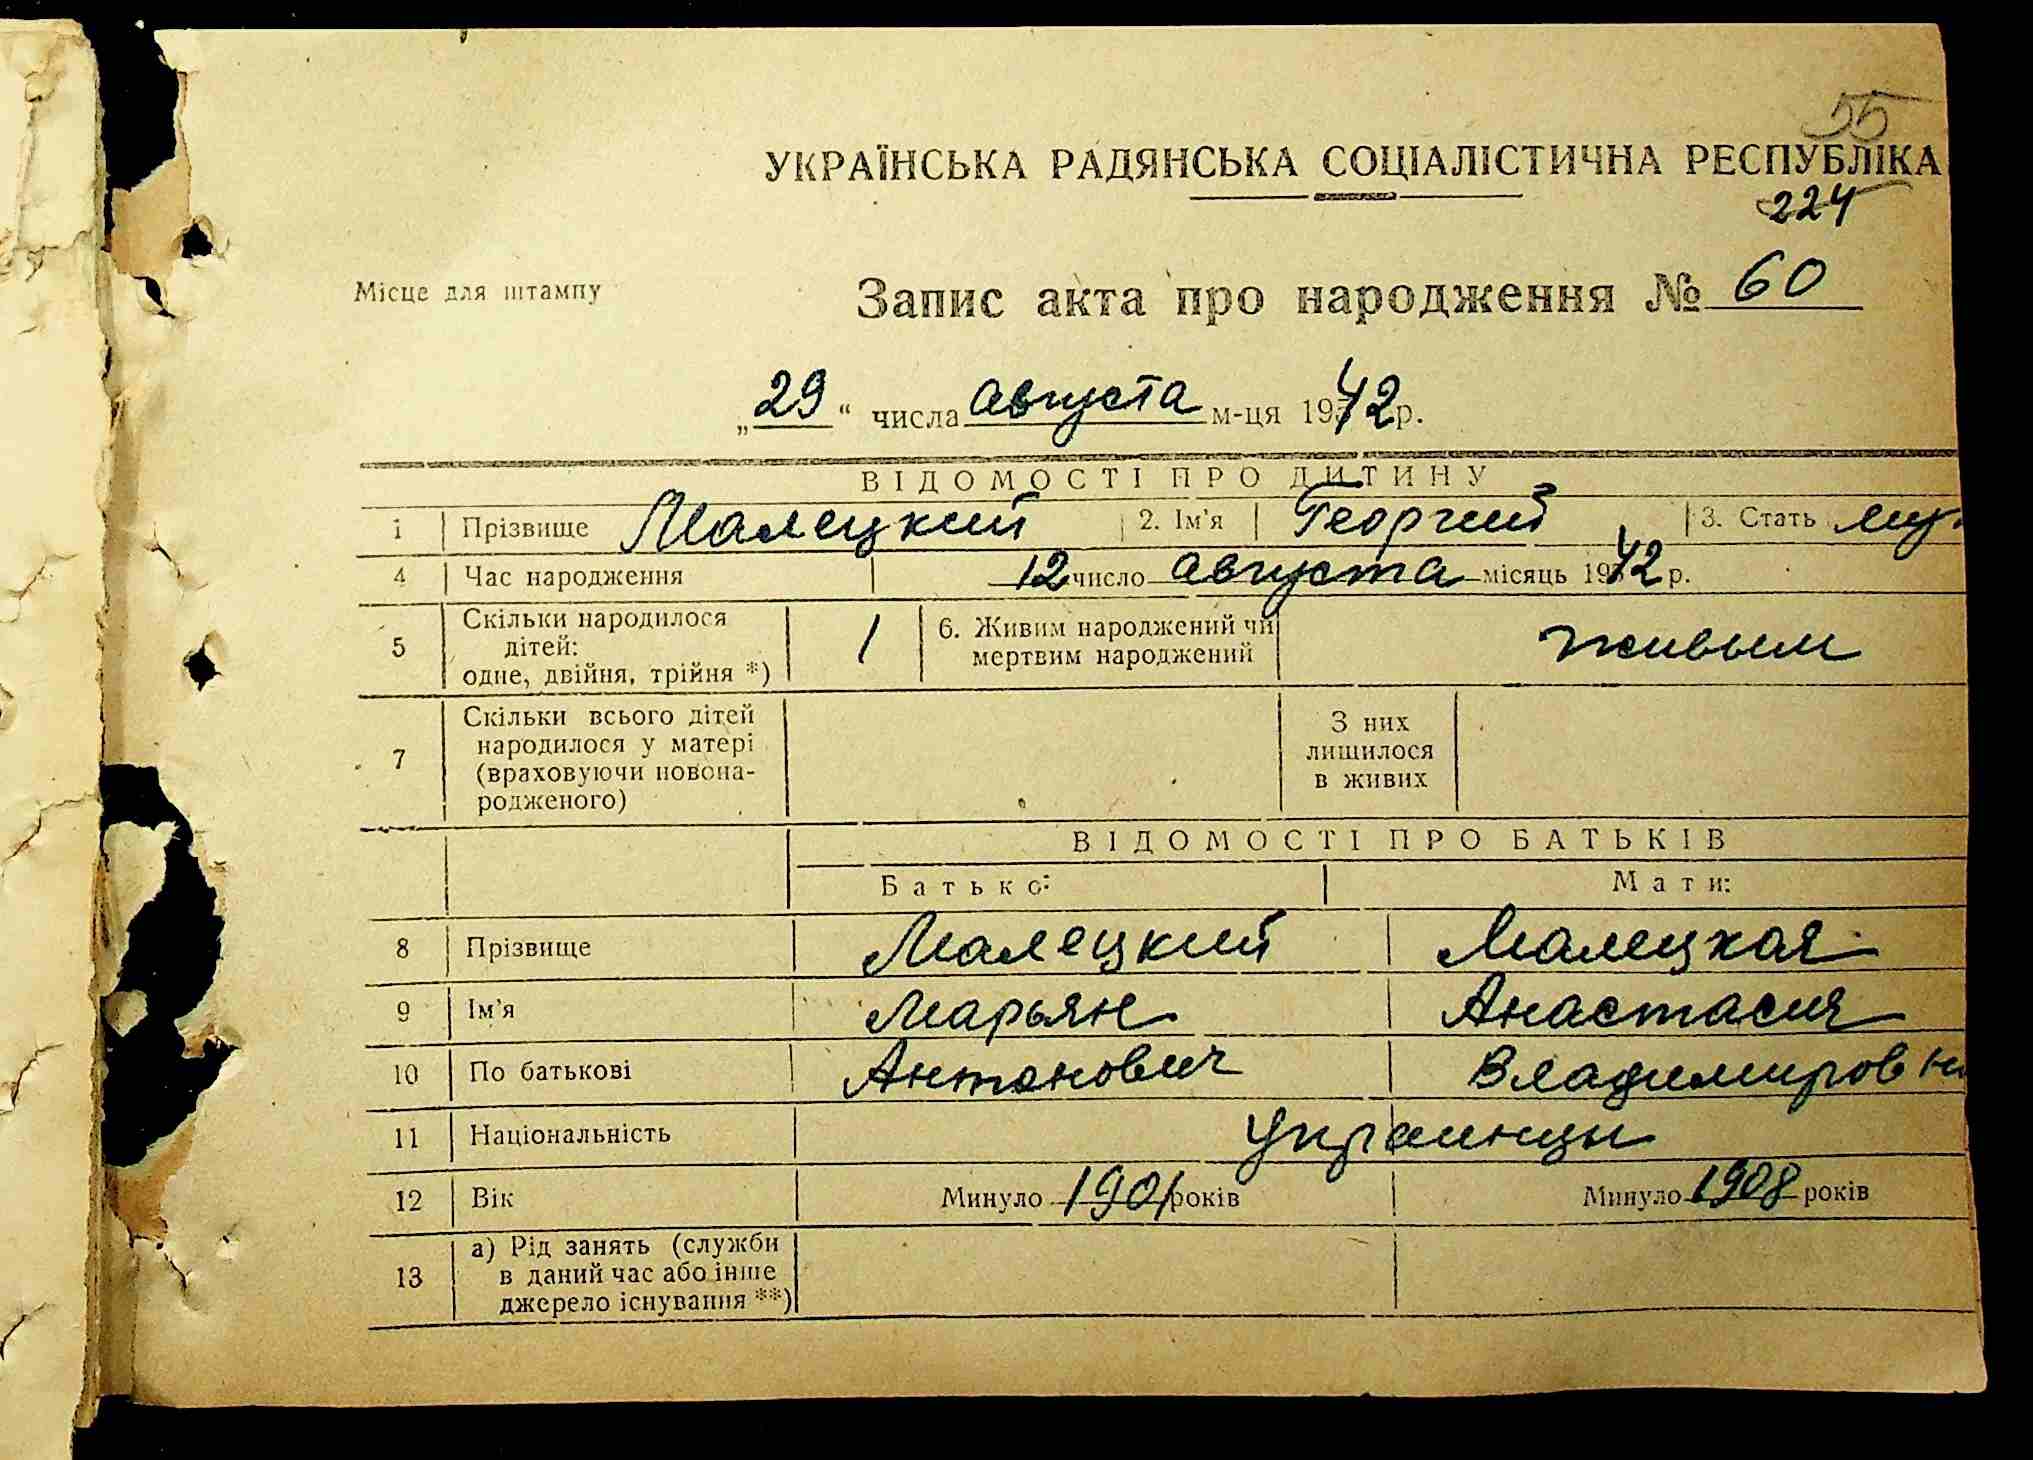 55
УКРАЇНСЬКА РАДЯНСЬКА СОЦІАЛІСТИЧНА РЕСПУБЛІКА
224
Місце для штампу
Запис акта про народження № 60
„29“ числа августа м-ця 1942 р.
ВІДОМОСТІ ПРО ДИТИНУ
1 Прізвище Малецкий 2. Ім'я Георгий 3. Стать муж.
4 Час народження 12 число августа місяць 1942 р.
5 Скільки народилося дітей: одне, двійня, трійня *) 1 6. Живим народжений чи мертвим народжений живым
7 Скільки всього дітей народилося у матері (враховуючи новонародженого) З них лишилося в живих
ВІДОМОСТІ ПРО БАТЬКІВ
Батько: Мати:
8 Прізвище Малецкий Малецкая
9 Ім'я Марьян Анастасия
10 По батькові Антонович Владимировн
11 Національність украинцы
12 Вік Минуло 1901 років Минуло 1908 років
13 а) Рід занять (служби в даний час або інше джерело існування **)